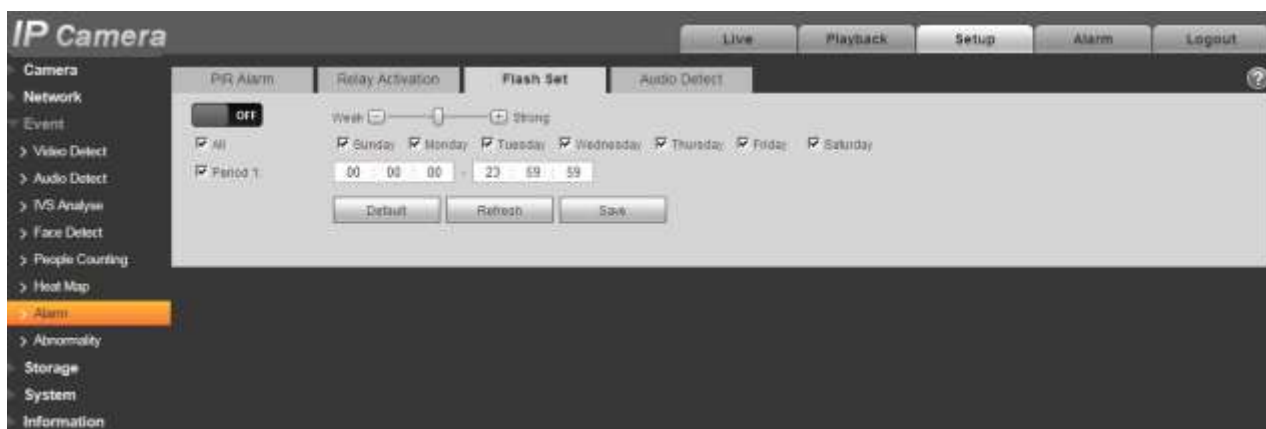 IP Camera
Live Playback Setup Alarm Logout
Camera
Network
Event
> Video Detect
> Audio Detect
> IVS Analyse
> Face Detect
> People Counting
> Heat Map
> Alarm
> Abnormality
Storage
System
Information
PIR Alarm Relay Activation Flash Set Audio Detect
?
OFF Weak - + Strong
All Sunday Monday Tuesday Wednesday Thursday Friday Saturday
Period 1: 00 : 00 : 00 - 23 : 59 : 59
Default Refresh Save